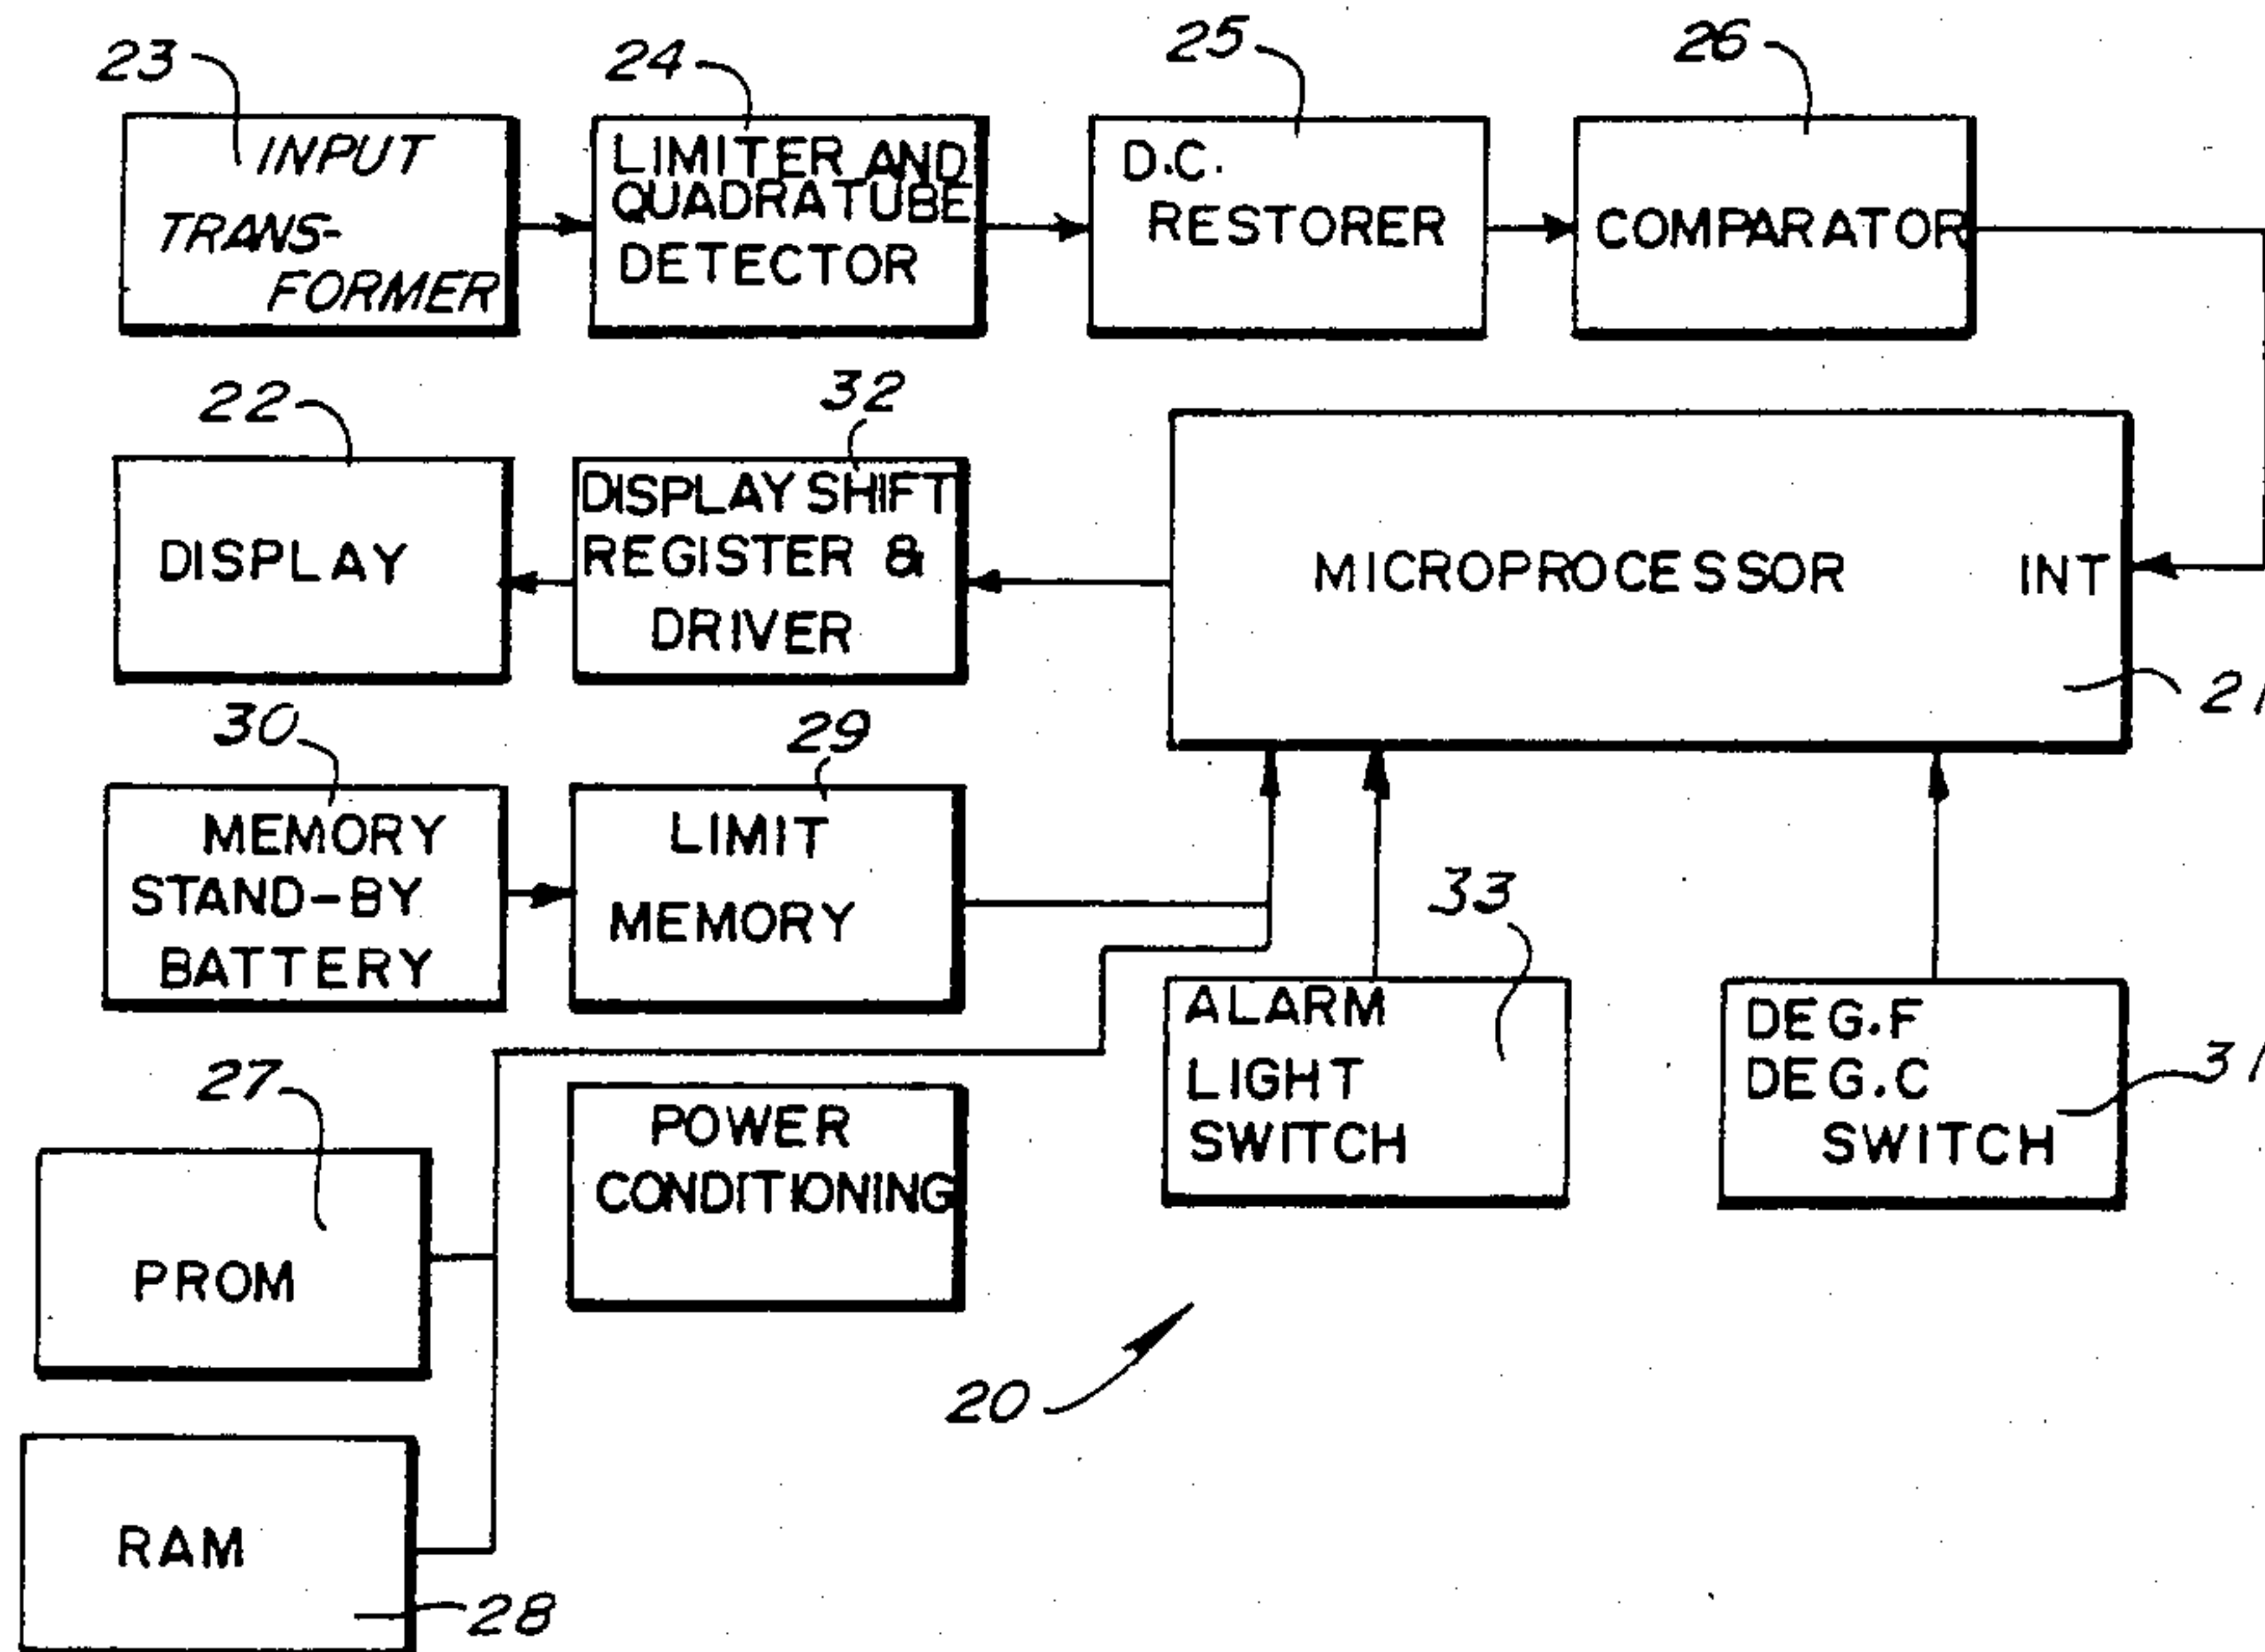 23
24
25
26
INPUT
TRANS-
FORMER
LIMITER AND
QUADRATUBE
DETECTOR
D.C.
RESTORER
COMPARATOR
22
32
DISPLAY
DISPLAY SHIFT
REGISTER &
DRIVER
MICROPROCESSOR
INT
21
30
29
MEMORY
STAND-BY
BATTERY
LIMIT
MEMORY
33
ALARM
LIGHT
SWITCH
DEG.F
DEG.C
SWITCH
31
27
PROM
POWER
CONDITIONING
20
RAM
28